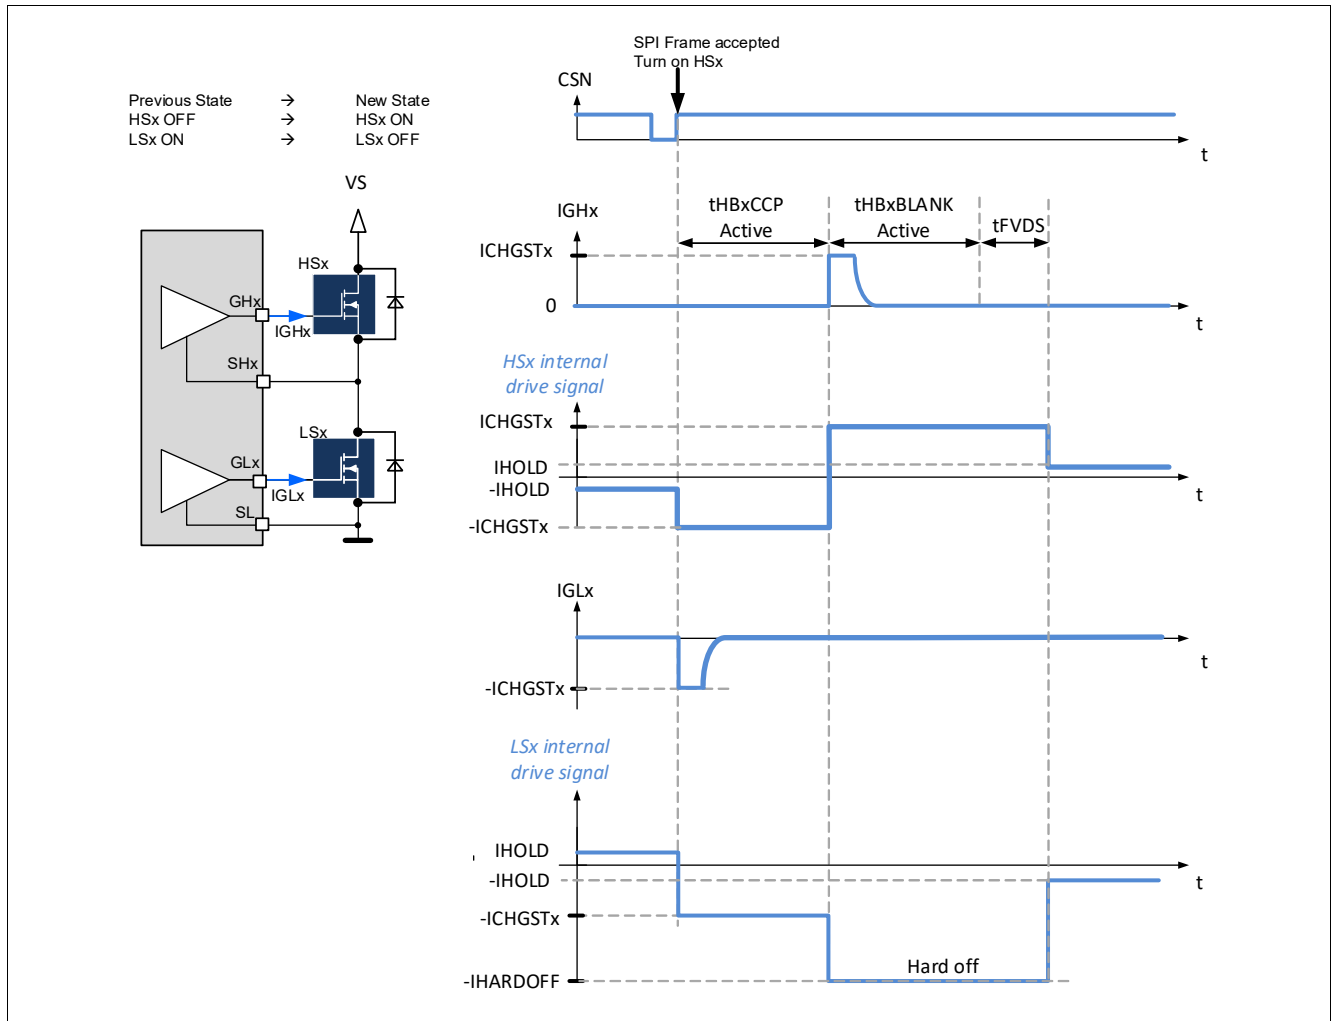 SPI Frame accepted
Turn on HSx
CSN
t
Previous State → New State
HSx OFF → HSx ON
LSx ON → LSx OFF
VS
HSx
GHx
IGHx
SHx
LSx
GLx
IGLx
SL
IGHx
tHBxCCP
Active
tHBxBLANK
Active
tFVDS
ICHGSTx
0
t
HSx internal
drive signal
ICHGSTx
IHOLD
-IHOLD
-ICHGSTx
IGLx
t
-ICHGSTx
LSx internal
drive signal
IHOLD
-IHOLD
t
-ICHGSTx
Hard off
-IHARDOFF